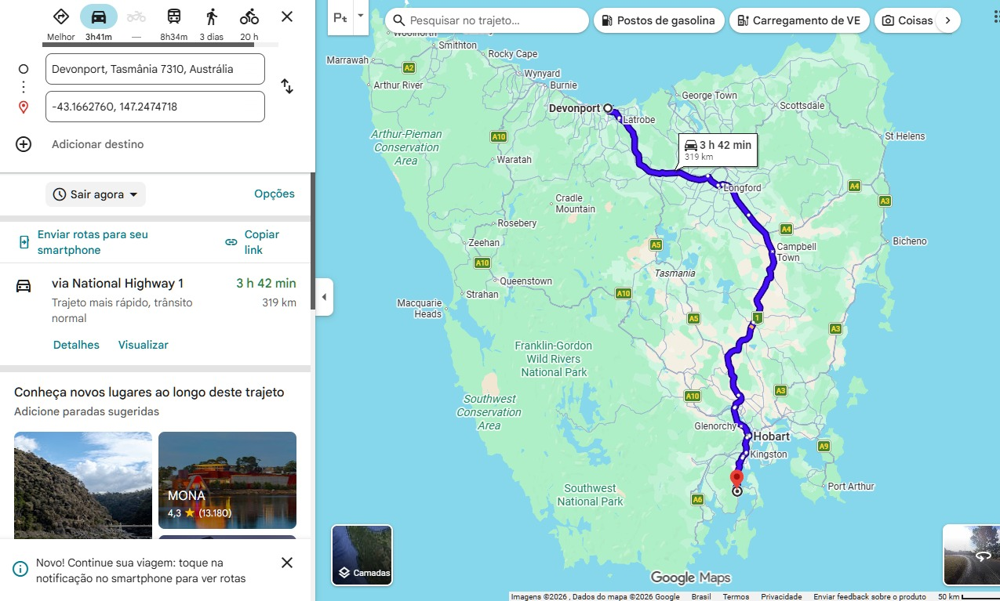 Melhor
3h41m
—
8h34m
3 dias
20 h
Devonport, Tasmânia 7310, Austrália
-43.1662760, 147.2474718
Adicionar destino
Sair agora
Opções
Enviar rotas para seu
smartphone
Copiar
link
via National Highway 1
3 h 42 min
Trajeto mais rápido, trânsito
normal
319 km
Detalhes
Visualizar
Conheça novos lugares ao longo deste trajeto
Adicione paradas sugeridas
MONA
4,3 ★ (13.180)
Novo! Continue sua viagem: toque na
notificação no smartphone para ver rotas
Pesquisar no trajeto...
Postos de gasolina
Carregamento de VE
Coisas
Woolnorth
Smithton
Marrawah
Rocky Cape
A2
Wynyard
Arthur River
Burnie
George Town
Devonport
Scottsdale
Latrobe
Arthur-Pieman
Conservation
Area
A10
St Helens
3 h 42 min
319 km
Waratah
Longford
A4
Cradle
Mountain
A3
Rosebery
A4
Zeehan
A5
Bicheno
Campbell
Town
A10
Tasmania
Queenstown
Strahan
A10
Macquarie
Heads
A5
1
A3
Franklin-Gordon
Wild Rivers
National Park
A3
A10
Southwest
Conservation
Area
Glenorchy
Hobart
A9
Kingston
Southwest
National Park
Port Arthur
A6
Camadas
Google Maps
Imagens ©2026 , Dados do mapa ©2026 Google
Brasil
Termos
Privacidade
Enviar feedback sobre o produto
50 km